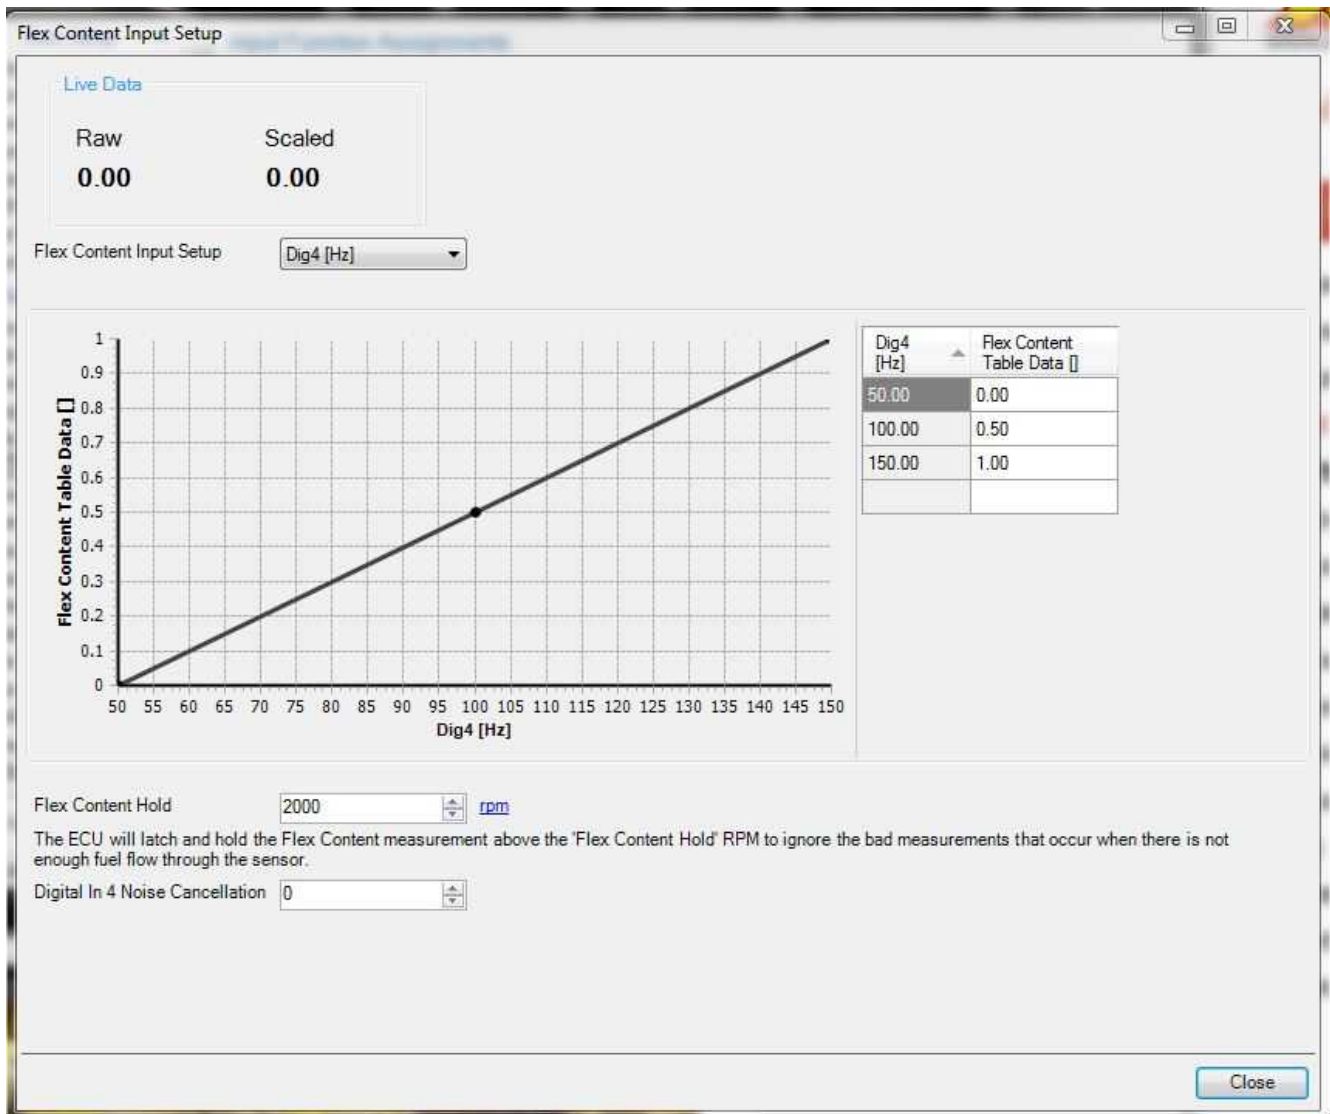 Flex Content Input Setup
Input Function Assignments
Live Data
Raw Scaled
0.00 0.00
Flex Content Input Setup Dig4 [Hz]
1
0.9
0.8
0.7
0.6
0.5
0.4
0.3
0.2
0.1
0
Flex Content Table Data []
50 55 60 65 70 75 80 85 90 95 100 105 110 115 120 125 130 135 140 145 150
Dig4 [Hz]
Dig4 [Hz] Flex Content Table Data []
50.00 0.00
100.00 0.50
150.00 1.00
Flex Content Hold 2000 rpm
The ECU will latch and hold the Flex Content measurement above the 'Flex Content Hold' RPM to ignore the bad measurements that occur when there is not
enough fuel flow through the sensor.
Digital In 4 Noise Cancellation 0
Close